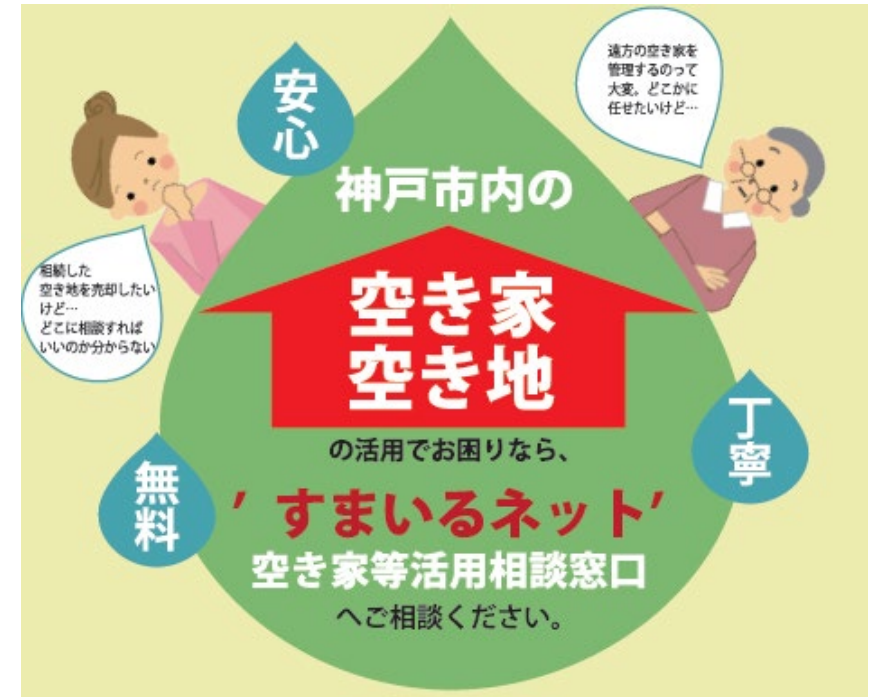 安心
遠方の空き家を
管理するのって
大変。どこかに
任せたいけど…
神戸市内の
相続した
空き地を売却したい
けど…
どこに相談すれば
いいのか分からない
空き家
空き地
丁寧
の活用でお困りなら、
無料
’すまいるネット’
空き家等活用相談窓口
へご相談ください。